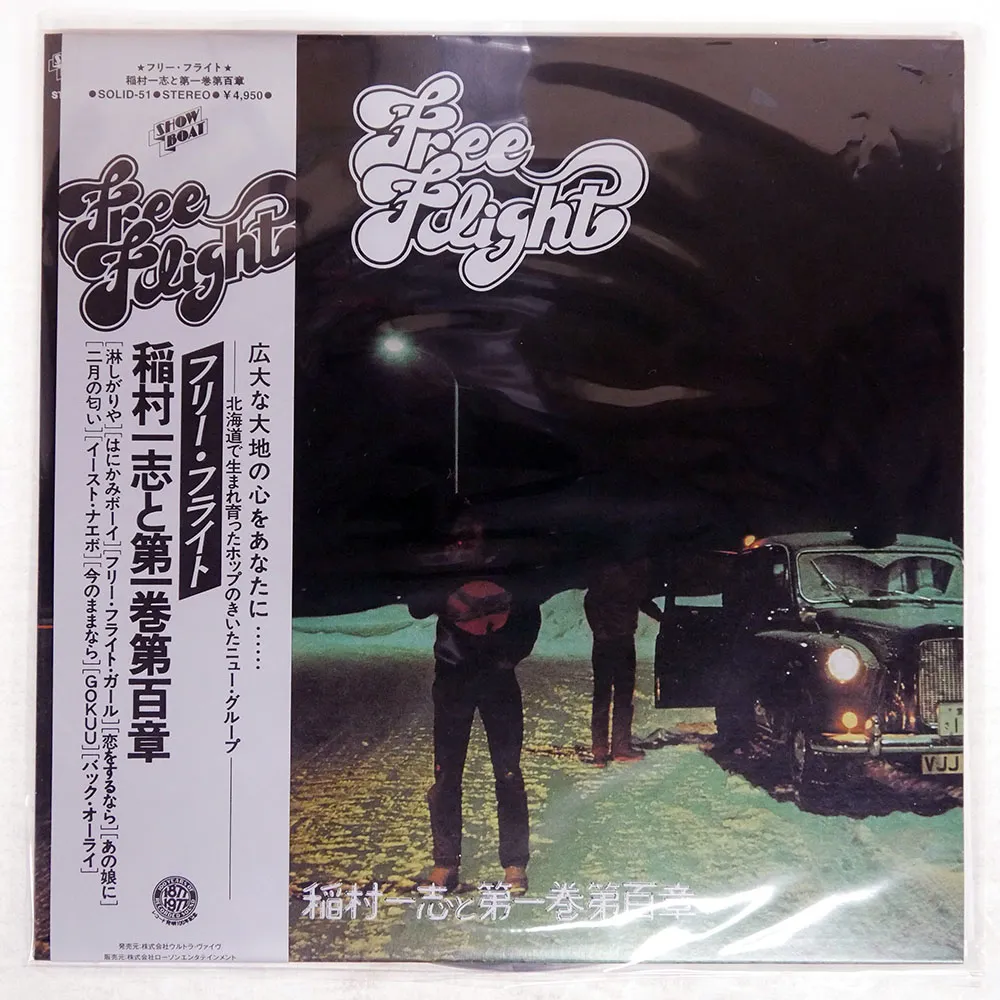 ★フリー・フライト★
稲村一志と第一巻第百章
●SOLID-51●STEREO●¥4,950●
SHOW
BOAT
Free
Flight
広大な大地の心をあなたに……
――北海道で生まれ育ったホップのきいたニュー・グループ――
フリー・フライト
稲村一志と第一巻第百章
[淋しがりや][はにかみボーイ][フリー・フライト・ガール][恋をするなら][あの娘に]
[二月の匂い][イースト・ナエボ][今のままなら][GOKUU][バック・オーライ]
1877
1977
発売元:株式会社ウルトラ・ヴァイヴ
販売元:株式会社ローソンエンタテインメント
Free
Flight
VJJ
稲村一志と第一巻第百章